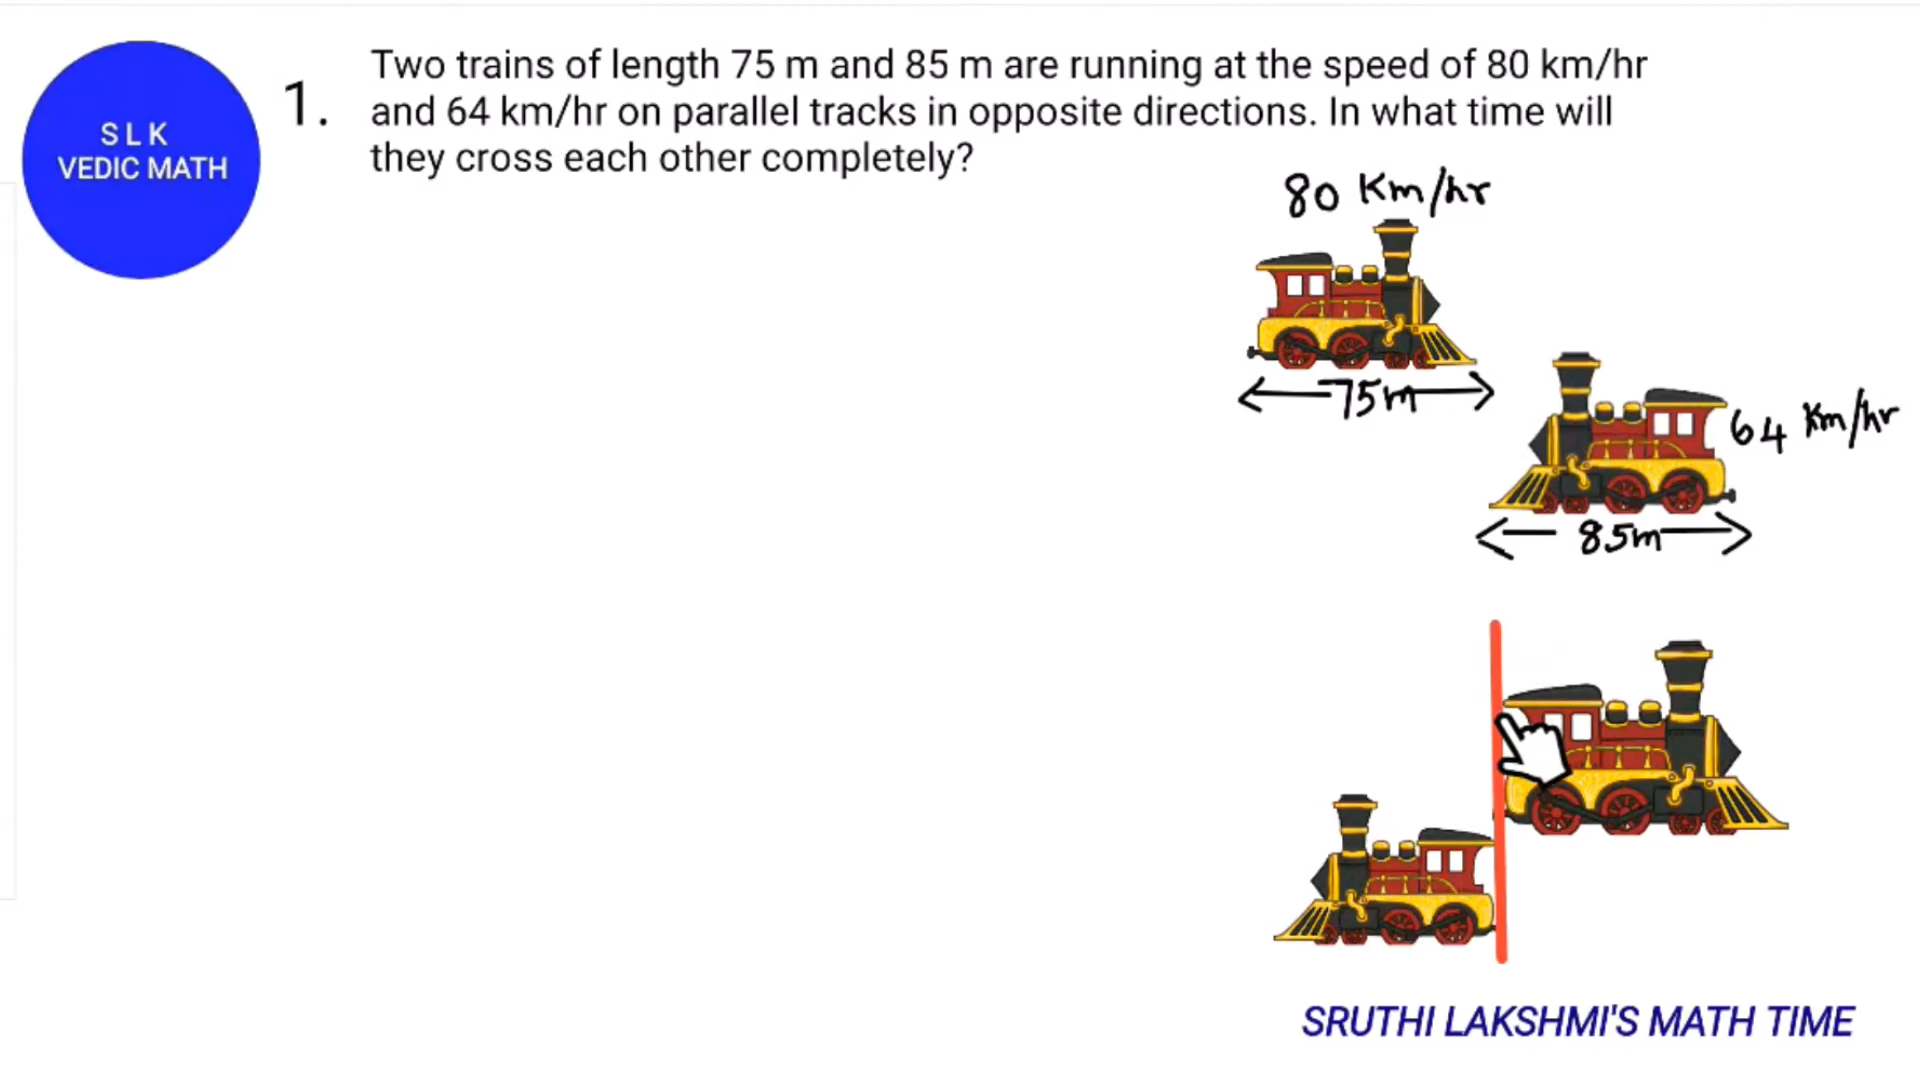 S L K
VEDIC MATH
1.
Two trains of length 75 m and 85 m are running at the speed of 80 km/hr
and 64 km/hr on parallel tracks in opposite directions. In what time will
they cross each other completely?
80 Km/hr
75m
64 Km/hr
85m
SRUTHI LAKSHMI'S MATH TIME